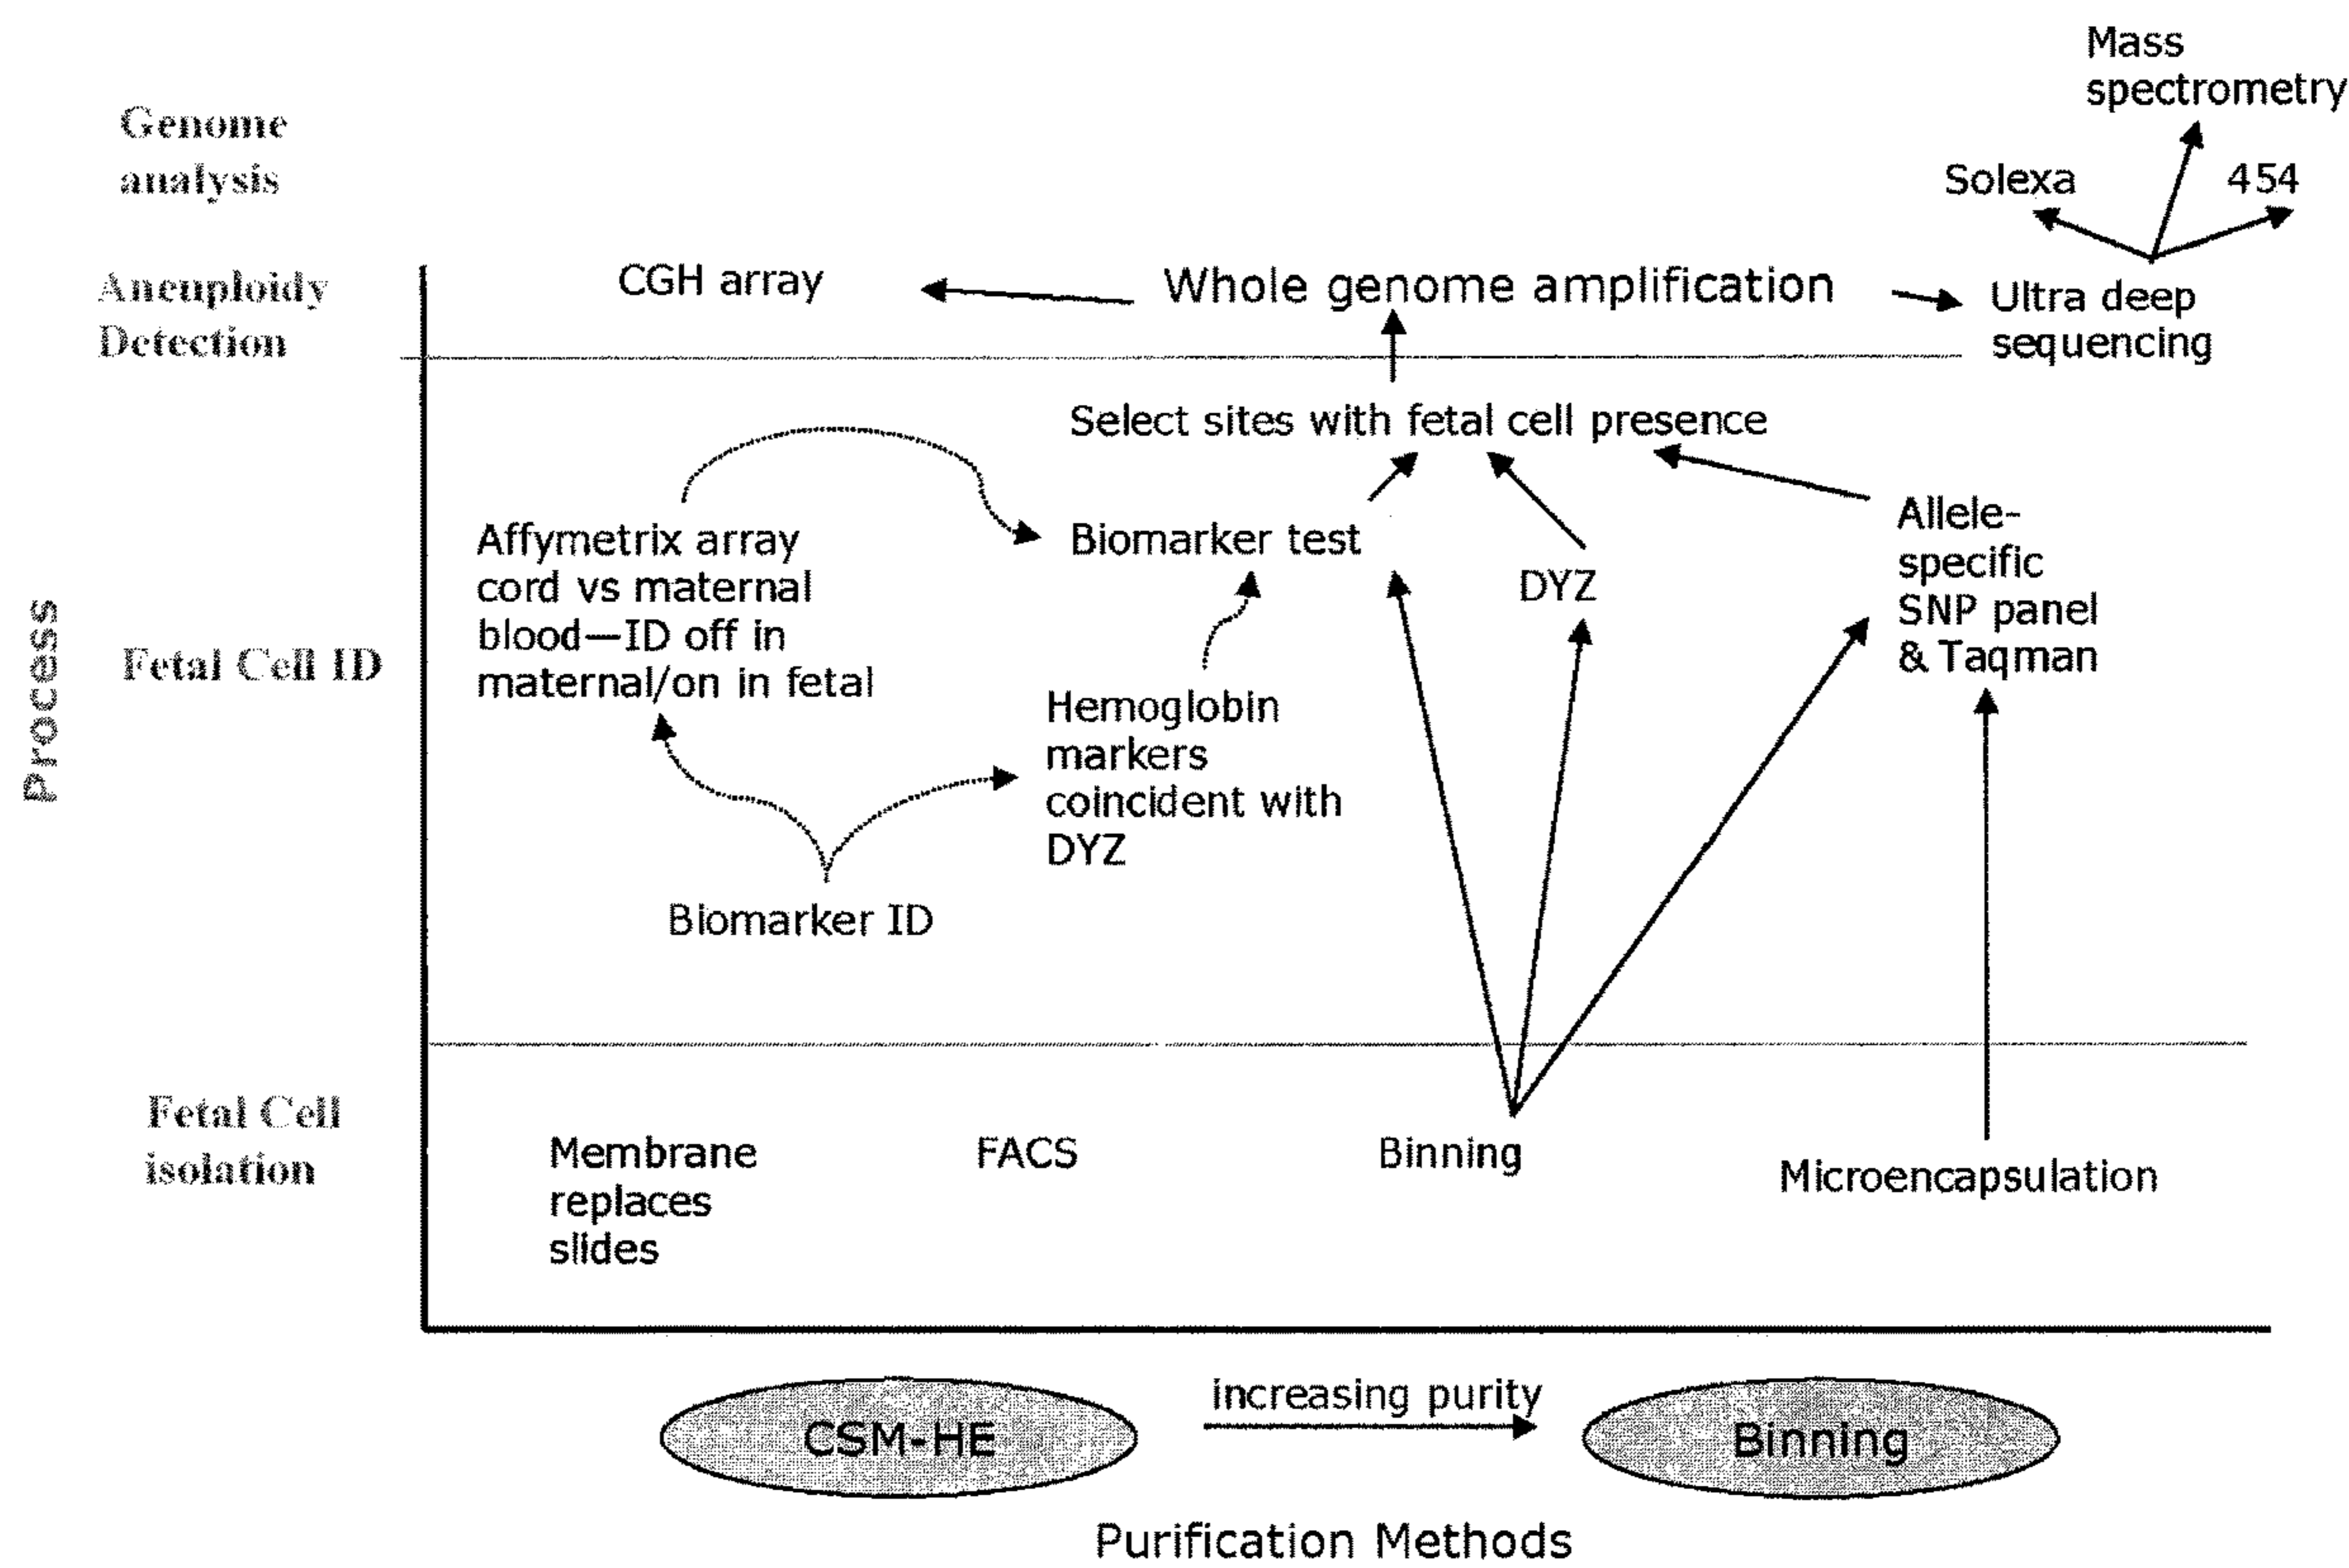 Mass
spectrometry
Genome
analysis
Solexa
454
Aneuploidy
Detection
CGH array
Whole genome amplification
Ultra deep
sequencing
Select sites with fetal cell presence
Process
Fetal Cell ID
Affymetrix array
cord vs maternal
blood—ID off in
maternal/on in fetal
Biomarker test
DYZ
Allele-
specific
SNP panel
& Taqman
Hemoglobin
markers
coincident with
DYZ
Biomarker ID
Fetal Cell
isolation
Membrane
replaces
slides
FACS
Binning
Microencapsulation
CSM-HE
increasing purity
Binning
Purification Methods